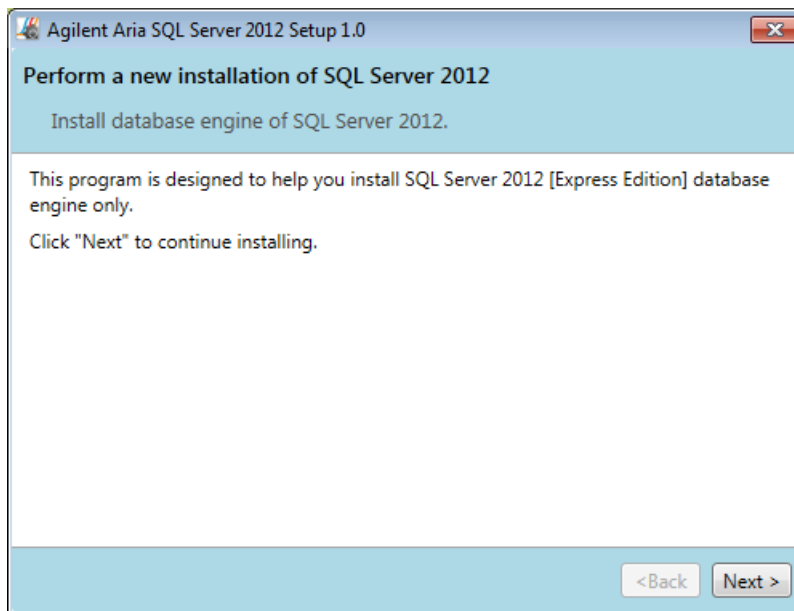 Agilent Aria SQL Server 2012 Setup 1.0
Perform a new installation of SQL Server 2012
Install database engine of SQL Server 2012.
This program is designed to help you install SQL Server 2012 [Express Edition] database
engine only.
Click "Next" to continue installing.
<Back Next >